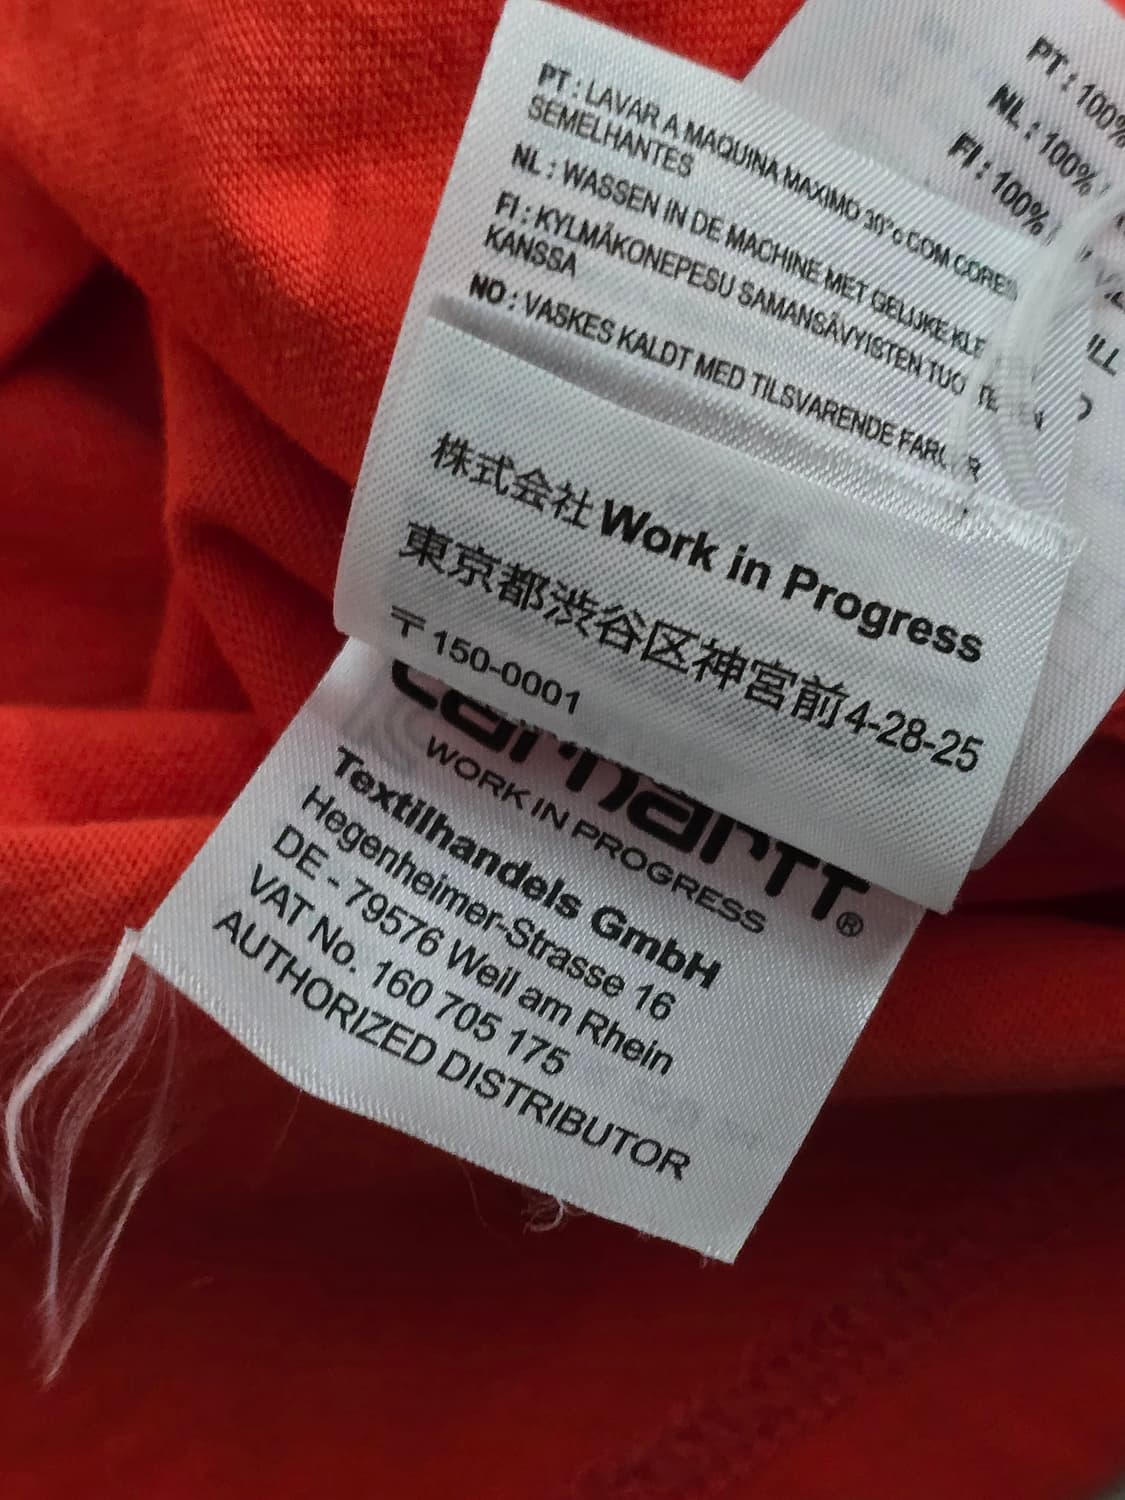 PT : 100%
NL : 100%
FI : 100%
PT : LAVAR A MAQUINA MAXIMO 30°c COM CORES
SEMELHANTES
NL : WASSEN IN DE MACHINE MET GELIJKE KLE
FI : KYLMÄKONEPESU SAMANSÄVYISTEN TUO
KANSSA
NO : VASKES KALDT MED TILSVARENDE FAR
株式会社 Work in Progress
東京都渋谷区神宮前4-28-25
〒150-0001
carhartt®
WORK IN PROGRESS
Textilhandels GmbH
Hegenheimer-Strasse 16
DE - 79576 Weil am Rhein
VAT No. 160 705 175
AUTHORIZED DISTRIBUTOR